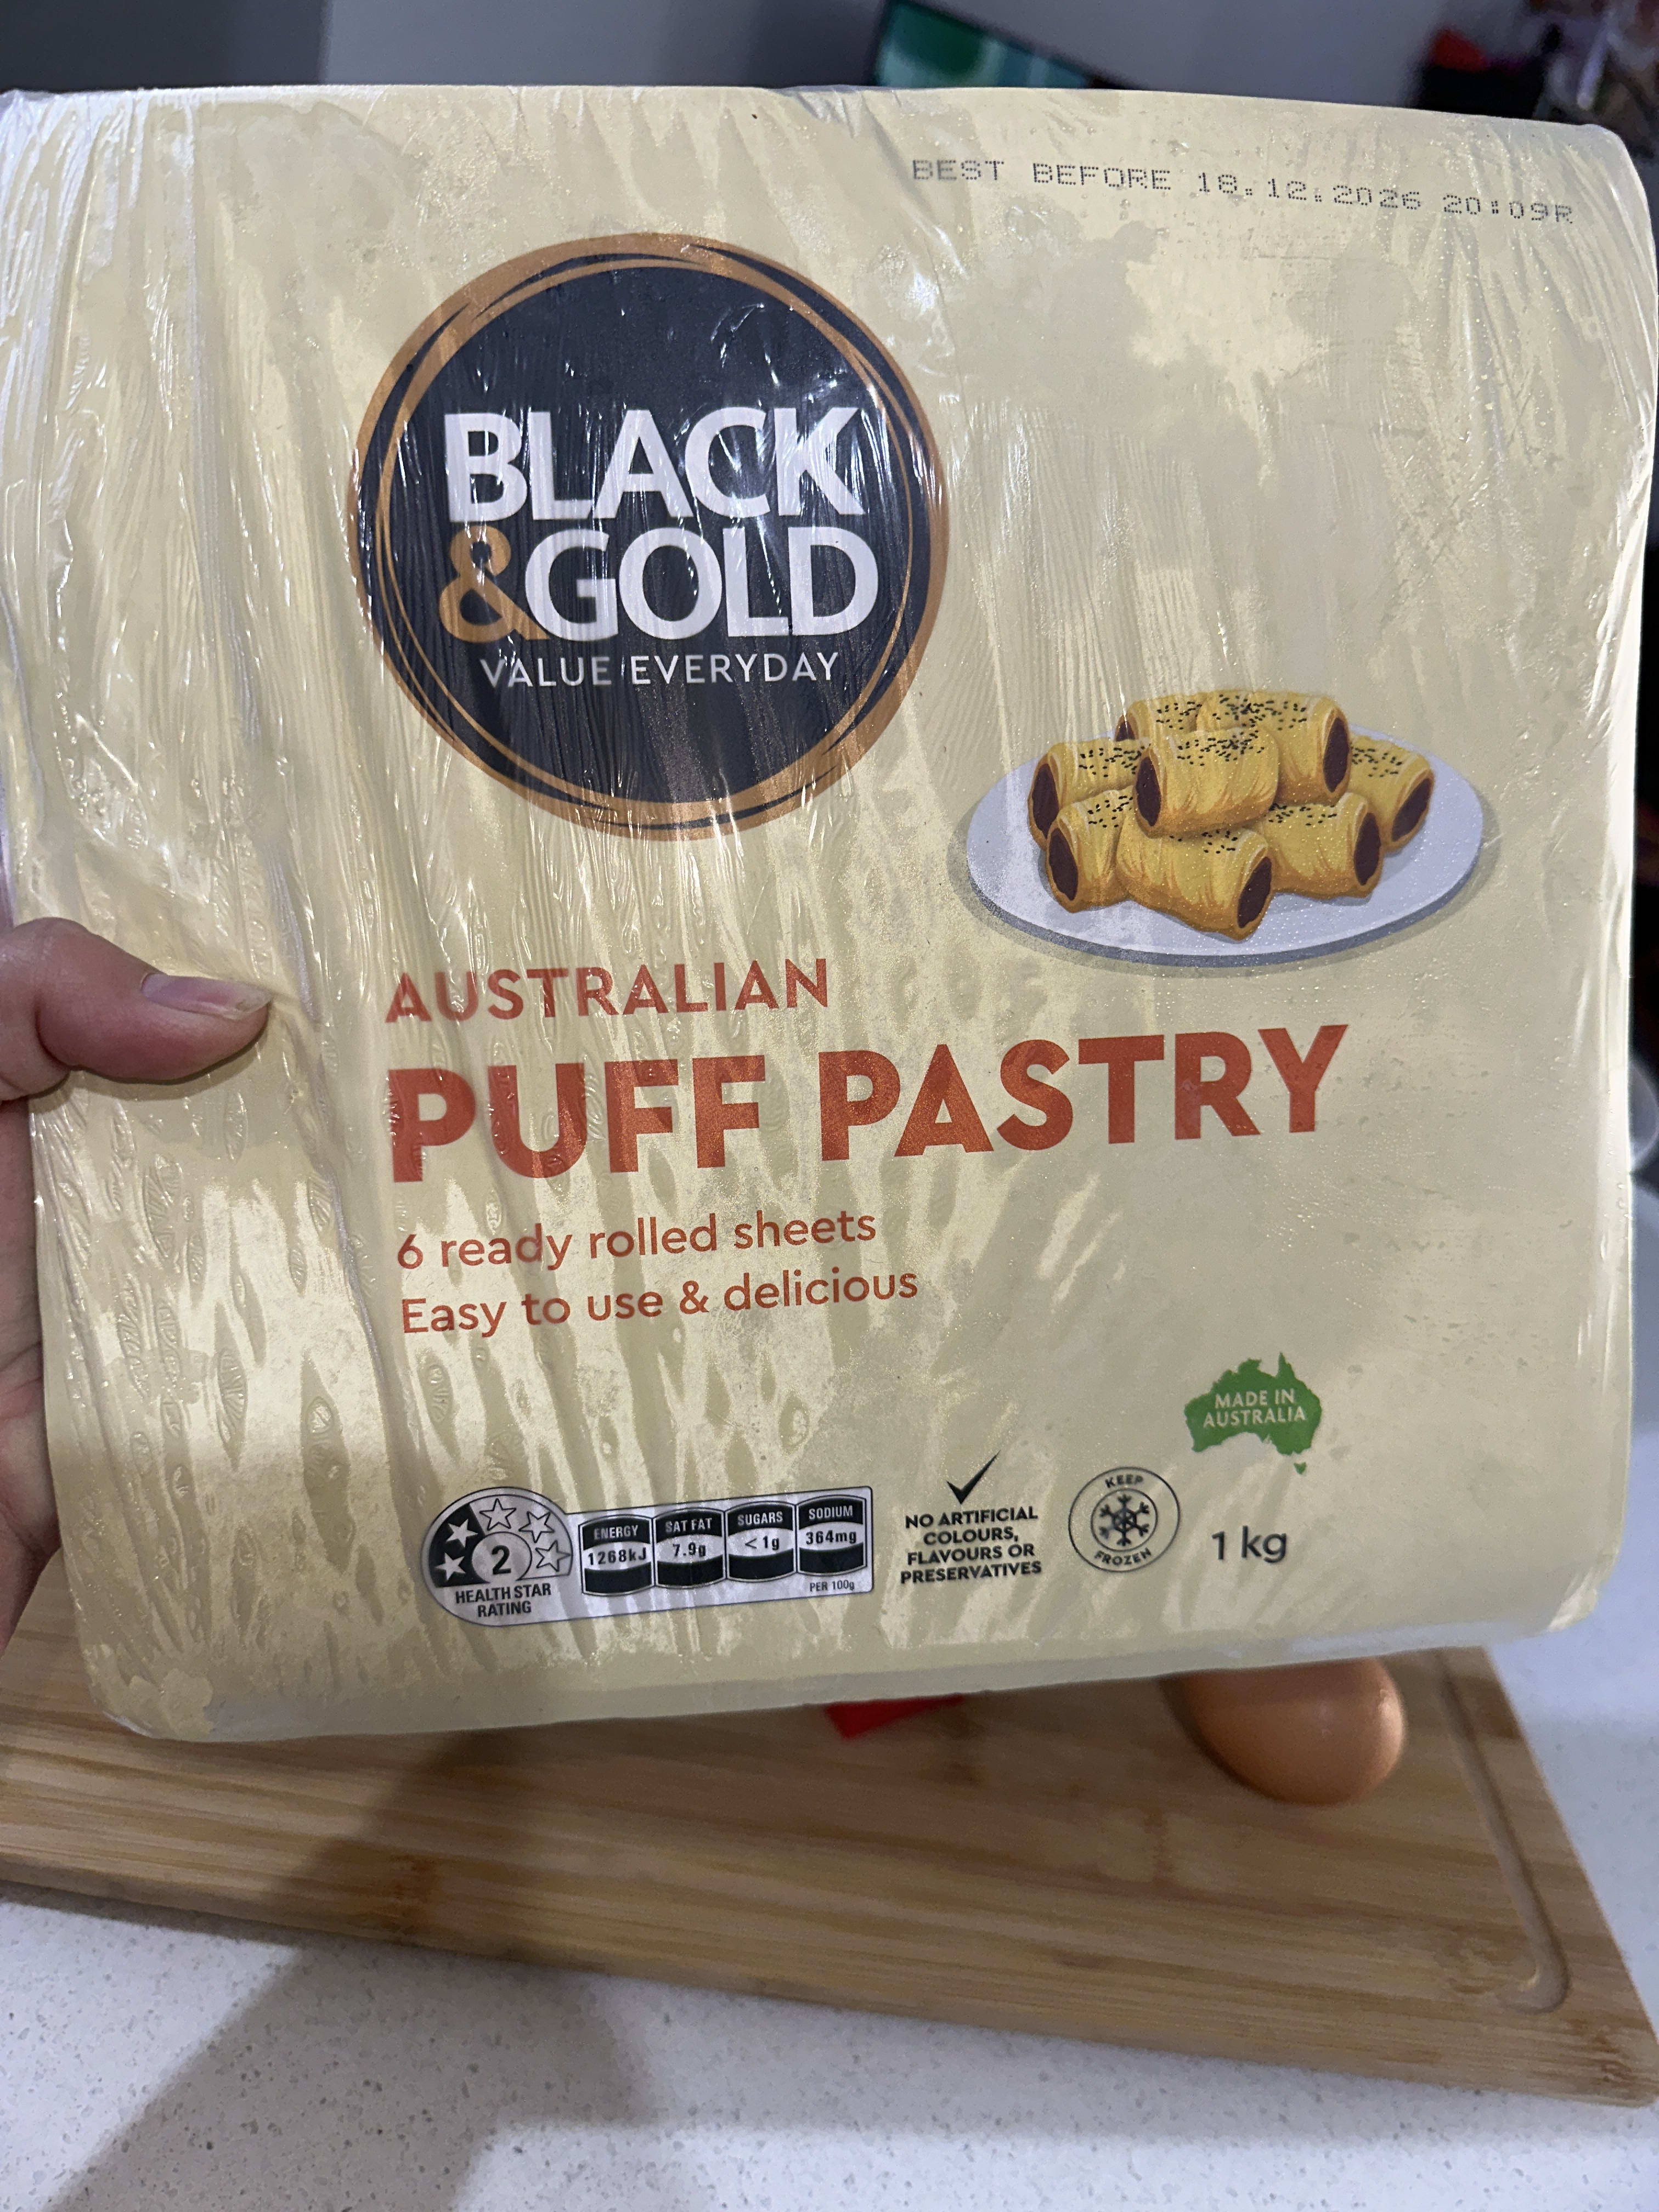 BEST BEFORE 18.12.2026 20:09R
BLACK
&GOLD
VALUE EVERYDAY
AUSTRALIAN
PUFF PASTRY
6 ready rolled sheets
Easy to use & delicious
MADE IN
AUSTRALIA
2
HEALTH STAR
RATING
ENERGY
1268kJ
SAT FAT
7.9g
SUGARS
<1g
SODIUM
364mg
PER 100g
NO ARTIFICIAL
COLOURS,
FLAVOURS OR
PRESERVATIVES
KEEP
FROZEN
1 kg